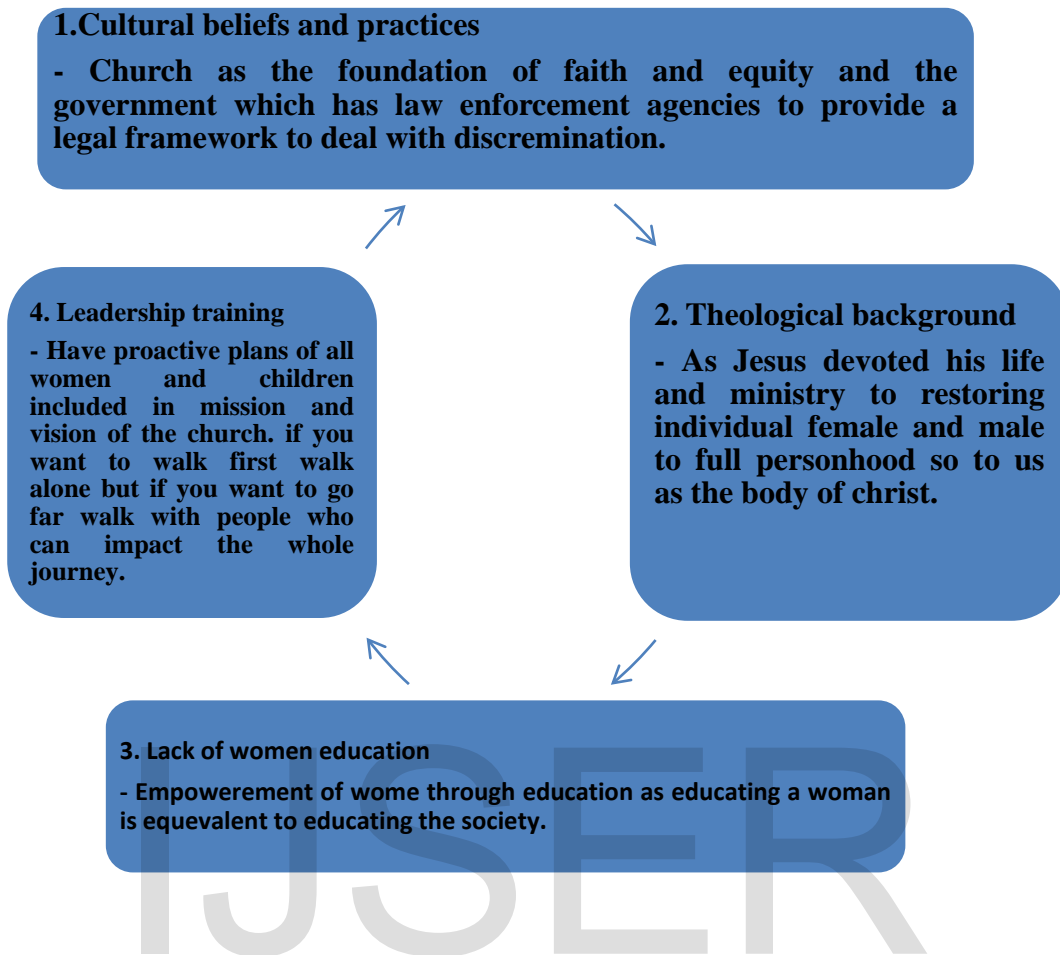 1.Cultural beliefs and practices
- Church as the foundation of faith and equity and the
government which has law enforcement agencies to provide a
legal framework to deal with discremination.
2. Theological background
- As Jesus devoted his life
and ministry to restoring
individual female and male
to full personhood so to us
as the body of christ.
3. Lack of women education
- Empowerement of wome through education as educating a woman
is equevalent to educating the society.
4. Leadership training
- Have proactive plans of all
women and children
included in mission and
vision of the church. if you
want to walk first walk
alone but if you want to go
far walk with people who
can impact the whole
journey.
IJSER